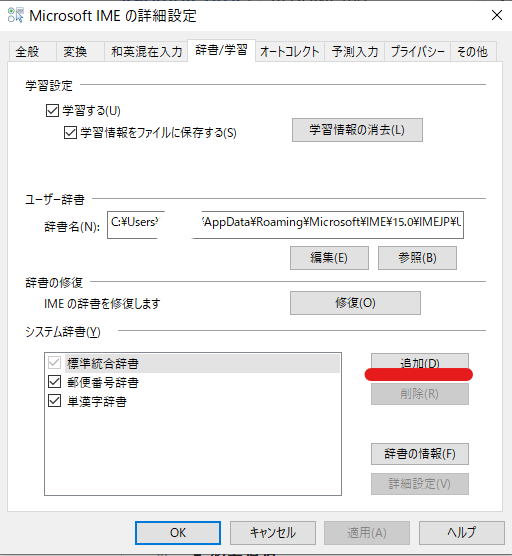 Microsoft IME の詳細設定
全般 変換 和英混在入力 辞書/学習 オートコレクト 予測入力 プライバシー その他
学習設定
学習する(U)
学習情報をファイルに保存する(S) 学習情報の消去(L)
ユーザー辞書
辞書名(N): C:¥Users¥ ¥AppData¥Roaming¥Microsoft¥IME¥15.0¥IMEJP¥U
編集(E) 参照(B)
辞書の修復
IME の辞書を修復します 修復(O)
システム辞書(Y)
標準統合辞書 追加(D)
郵便番号辞書 削除(R)
単漢字辞書
辞書の情報(F)
詳細設定(V)
OK キャンセル 適用(A) ヘルプ